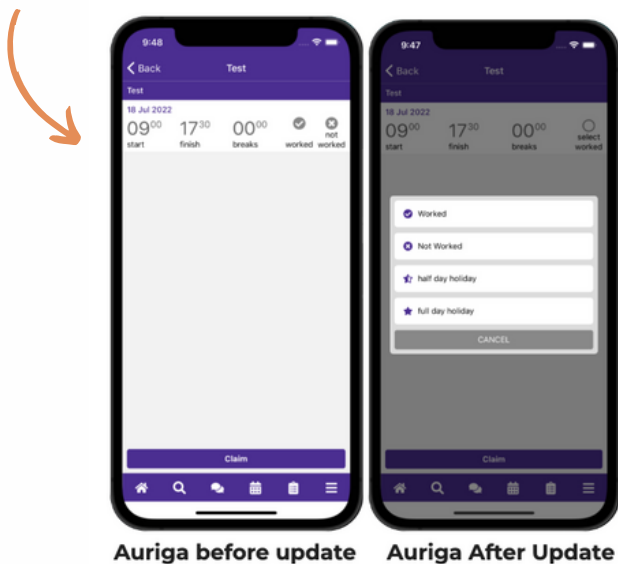 9:48
Back
Test
Test
18 Jul 2022
09⁰⁰ 17³⁰ 00⁰⁰
start finish breaks worked not worked
Claim
Auriga before update
9:47
Back
Test
Test
18 Jul 2022
09⁰⁰ 17³⁰ 00⁰⁰
start finish breaks select worked
Worked
Not Worked
half day holiday
full day holiday
CANCEL
Claim
Auriga After Update